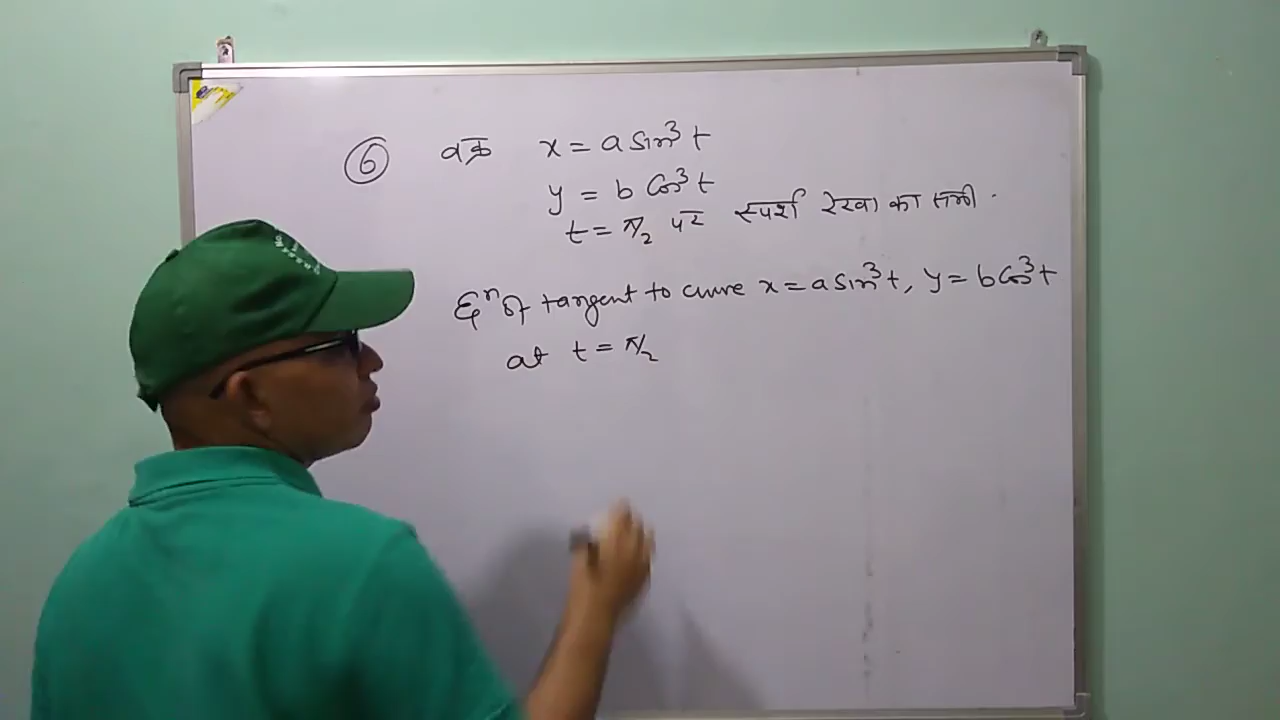 6 वक्र x = a sin³ t
y = b Cos³ t
t = π/2 पर स्पर्श रेखा का समी ·
Eqⁿ of tangent to curve x = a sin³ t, y = b Cos³ t
at t = π/2